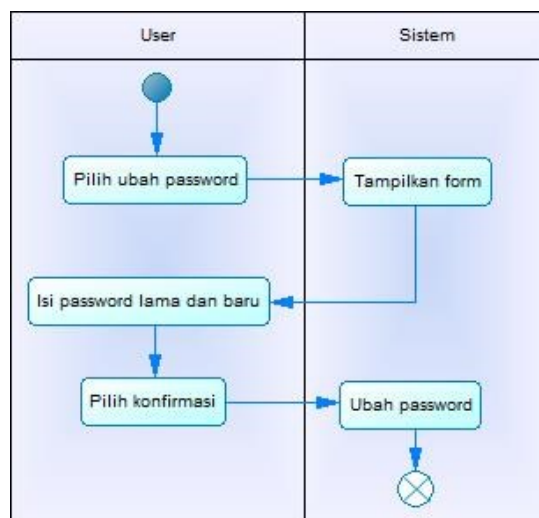 User
Sistem
Pilih ubah password
Tampilkan form
Isi password lama dan baru
Pilih konfirmasi
Ubah password